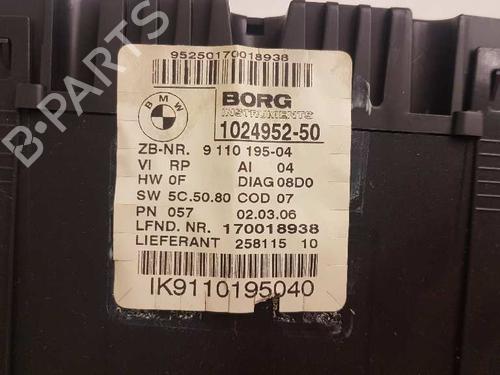 95250170018938
BMW
BORG
INSTRUMENTS
1024952-50
ZB-NR. 9 110 195-04
VI RP AI 04
HW 0F DIAG 08D0
SW 5C.50.80 COD 07
PN 057 02.03.06
LFND. NR. 170018938
LIEFERANT 258115 10
IK9110195040
B-PARTS